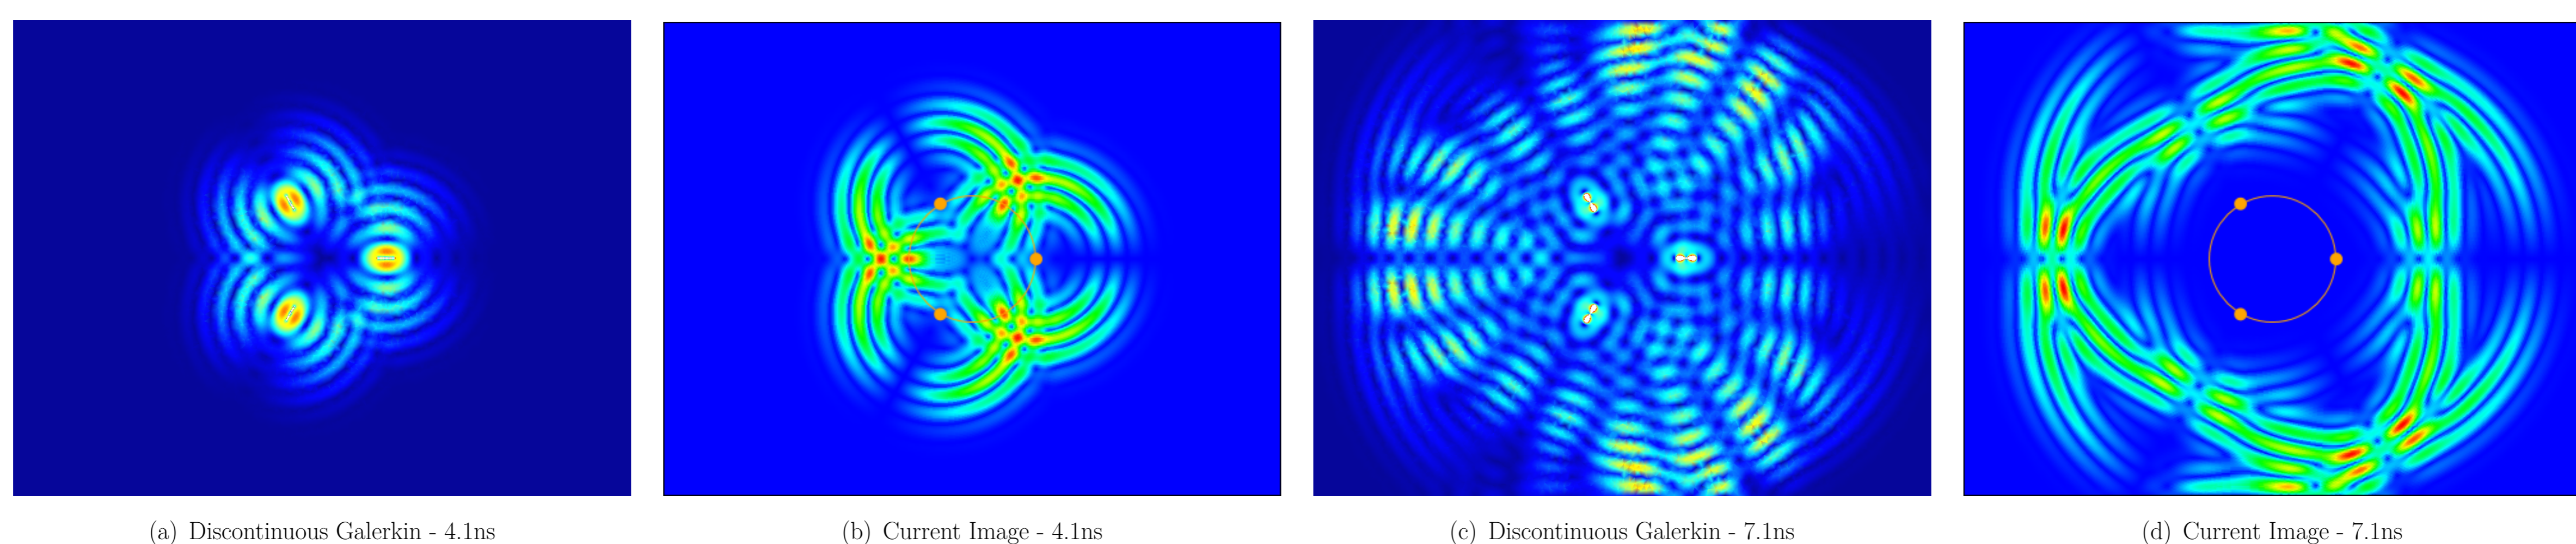 (a) Discontinuous Galerkin - 4.1ns
(b) Current Image - 4.1ns
(c) Discontinuous Galerkin - 7.1ns
(d) Current Image - 7.1ns